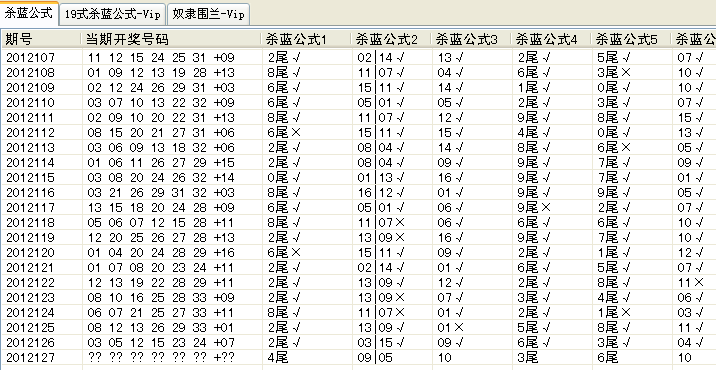 杀蓝公式 19式杀蓝公式-Vip 奴隶围兰-Vip
期号 当期开奖号码 杀蓝公式1 杀蓝公式2 杀蓝公式3 杀蓝公式4 杀蓝公式5 杀蓝公
2012107 11 12 15 24 25 31 +09 2尾√ 02|14√ 13√ 2尾√ 5尾√ 07√
2012108 01 09 12 13 19 28 +13 8尾√ 11|07√ 04√ 6尾√ 3尾× 10√
2012109 02 12 24 26 29 31 +03 6尾√ 15|11√ 14√ 1尾√ 0尾√ 10√
2012110 03 07 10 13 22 32 +09 6尾√ 05|01√ 05√ 2尾√ 3尾√ 07√
2012111 02 09 10 20 22 31 +13 8尾√ 11|07√ 12√ 9尾√ 8尾√ 15√
2012112 08 15 20 21 27 31 +06 6尾× 15|11√ 15√ 4尾√ 0尾√ 13√
2012113 03 06 09 13 18 32 +06 2尾√ 08|04√ 14√ 8尾√ 6尾× 05√
2012114 01 06 11 26 27 29 +15 2尾√ 08|04√ 09√ 9尾√ 7尾√ 09√
2012115 03 08 20 24 26 32 +14 0尾√ 01|13√ 16√ 9尾√ 7尾√ 01√
2012116 03 21 26 29 31 32 +03 8尾√ 16|12√ 01√ 9尾√ 9尾√ 05√
2012117 13 15 18 20 24 28 +09 6尾√ 05|01√ 06√ 9尾× 2尾√ 07√
2012118 05 06 07 12 15 28 +11 8尾√ 11|07× 06√ 6尾√ 6尾√ 10√
2012119 12 20 25 26 27 28 +13 2尾√ 13|09× 16√ 9尾√ 7尾√ 10√
2012120 01 04 20 24 28 29 +16 6尾× 15|11√ 09√ 2尾√ 1尾√ 12√
2012121 01 07 08 20 23 24 +11 2尾√ 02|14√ 01√ 6尾√ 5尾√ 07√
2012122 12 13 19 22 28 29 +11 2尾√ 13|09√ 12√ 2尾√ 8尾√ 11×
2012123 08 10 16 25 28 33 +09 2尾√ 13|09× 07√ 3尾√ 4尾√ 06√
2012124 06 07 21 25 27 33 +11 8尾√ 11|07× 01√ 2尾√ 1尾× 03√
2012125 08 12 13 26 29 33 +01 2尾√ 13|09√ 01× 5尾√ 8尾√ 11√
2012126 03 05 12 15 23 24 +07 2尾√ 03|15√ 09√ 6尾√ 3尾√ 04√
2012127 ?? ?? ?? ?? ?? ?? +?? 4尾 09|05 10 3尾 6尾 10